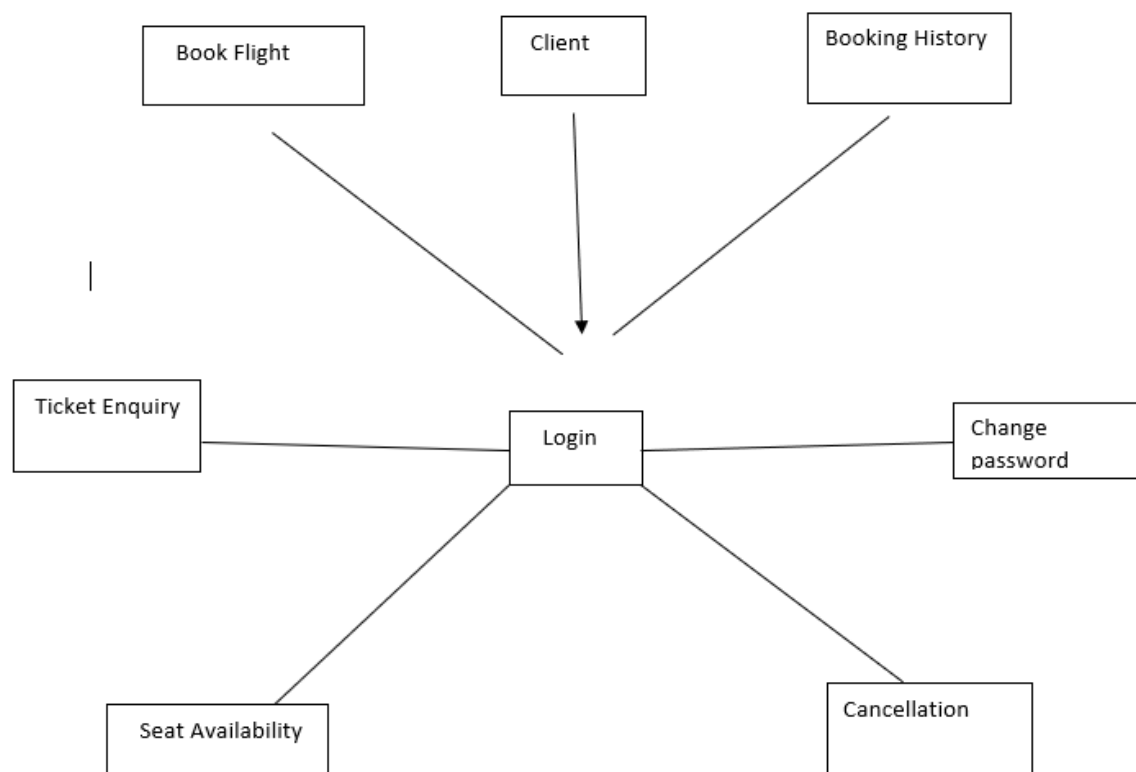 Book Flight
Client
Booking History
Ticket Enquiry
Login
Change
password
Seat Availability
Cancellation